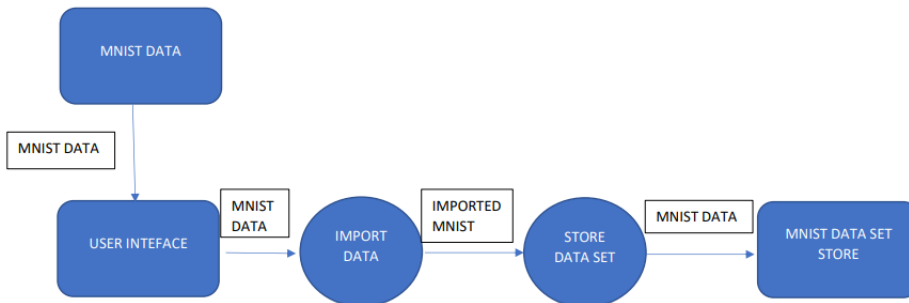 MNIST DATA
MNIST DATA
USER INTEFACE
MNIST
DATA
IMPORT
DATA
IMPORTED
MNIST
STORE
DATA SET
MNIST DATA
MNIST DATA SET
STORE